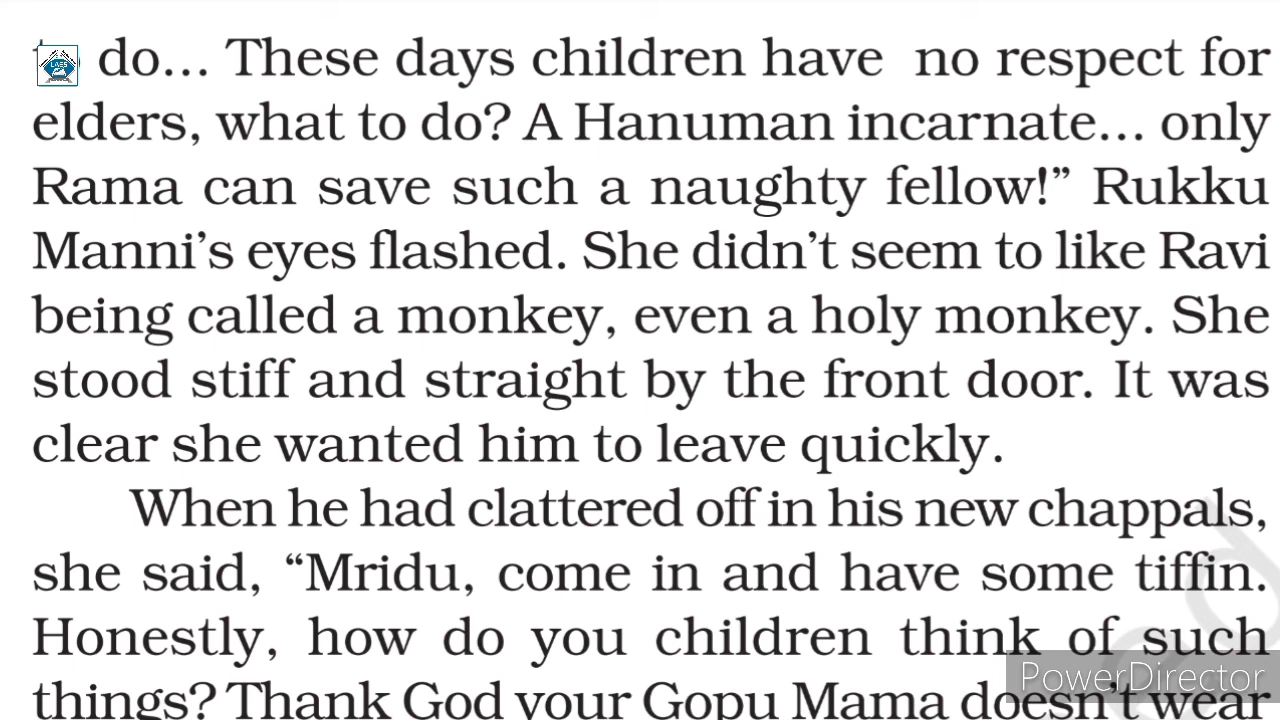 do... These days children have no respect for
elders, what to do? A Hanuman incarnate... only
Rama can save such a naughty fellow!” Rukku
Manni’s eyes flashed. She didn’t seem to like Ravi
being called a monkey, even a holy monkey. She
stood stiff and straight by the front door. It was
clear she wanted him to leave quickly.
When he had clattered off in his new chappals,
she said, “Mridu, come in and have some tiffin.
Honestly, how do you children think of such
things? Thank God your Gopu Mama doesn’t wear
PowerDirector